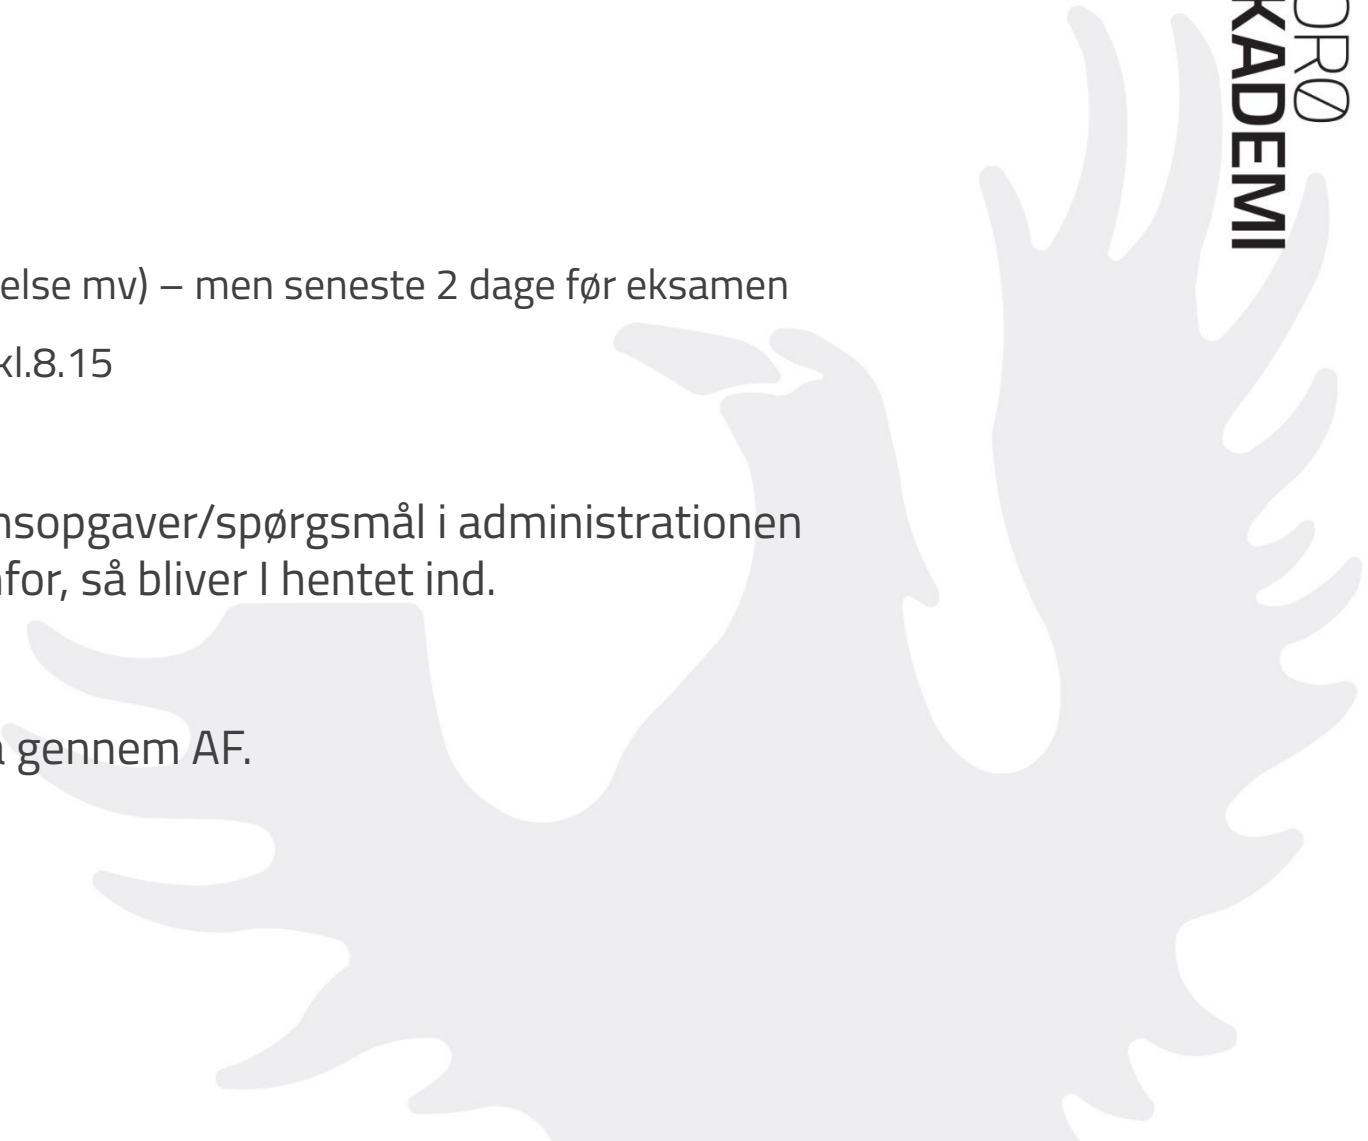 else mv) – men seneste 2 dage før eksamen
kl.8.15
nsopgaver/spørgsmål i administrationen
nfor, så bliver I hentet ind.
gennem AF.
ORØ
KADEMI